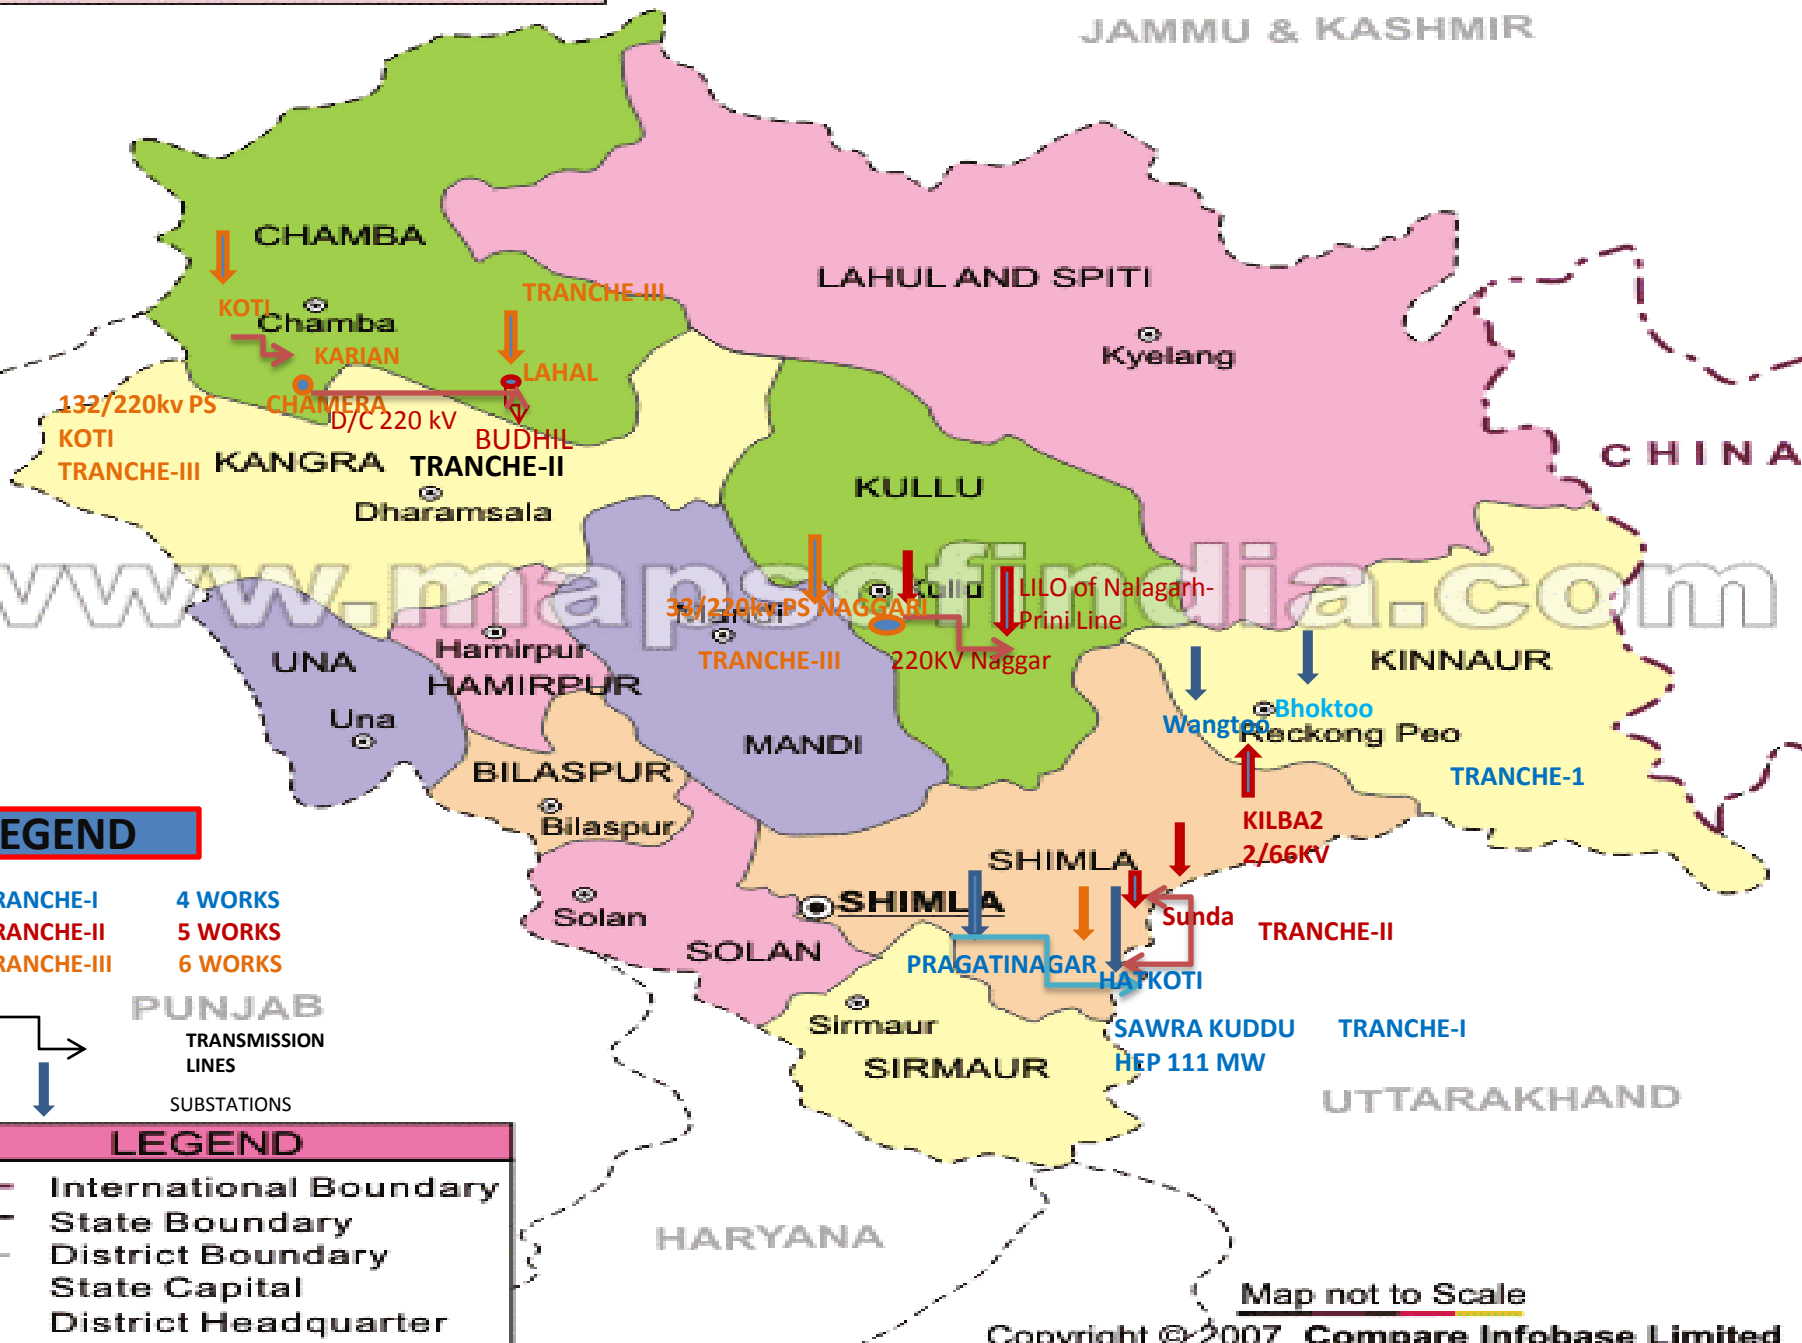 JAMMU & KASHMIR
CHAMBA
LAHUL AND SPITI
TRANCHE-III
KOTI
Chamba
KARIAN
Kyelang
LAHAL
132/220kv PS
KOTI
TRANCHE-III
CHAMERA
D/C 220 kV
BUDHIL
TRANCHE-II
KANGRA
Dharamsala
KULLU
CHINA
www.mapsofindia.com
Kullu
LILO of Nalagarh-
Prini Line
33/220kv PS NAGGARI
Mandi
TRANCHE-III
220KV Naggar
UNA
Hamirpur
HAMIRPUR
Una
MANDI
KINNAUR
Bhoktoo
Wangtoo
Reckong Peo
TRANCHE-1
BILASPUR
Bilaspur
KILBA2
2/66KV
SHIMLA
SHIMLA
Solan
SOLAN
Sunda
TRANCHE-II
PRAGATINAGAR
HATKOTI
Sirmaur
SIRMAUR
SAWRA KUDDU
HEP 111 MW
TRANCHE-I
UTTARAKHAND
EGEND
RANCHE-I 4 WORKS
RANCHE-II 5 WORKS
RANCHE-III 6 WORKS
PUNJAB
TRANSMISSION
LINES
SUBSTATIONS
LEGEND
International Boundary
State Boundary
District Boundary
State Capital
District Headquarter
HARYANA
Map not to Scale
Copyright © 2007 Compare Infobase Limited